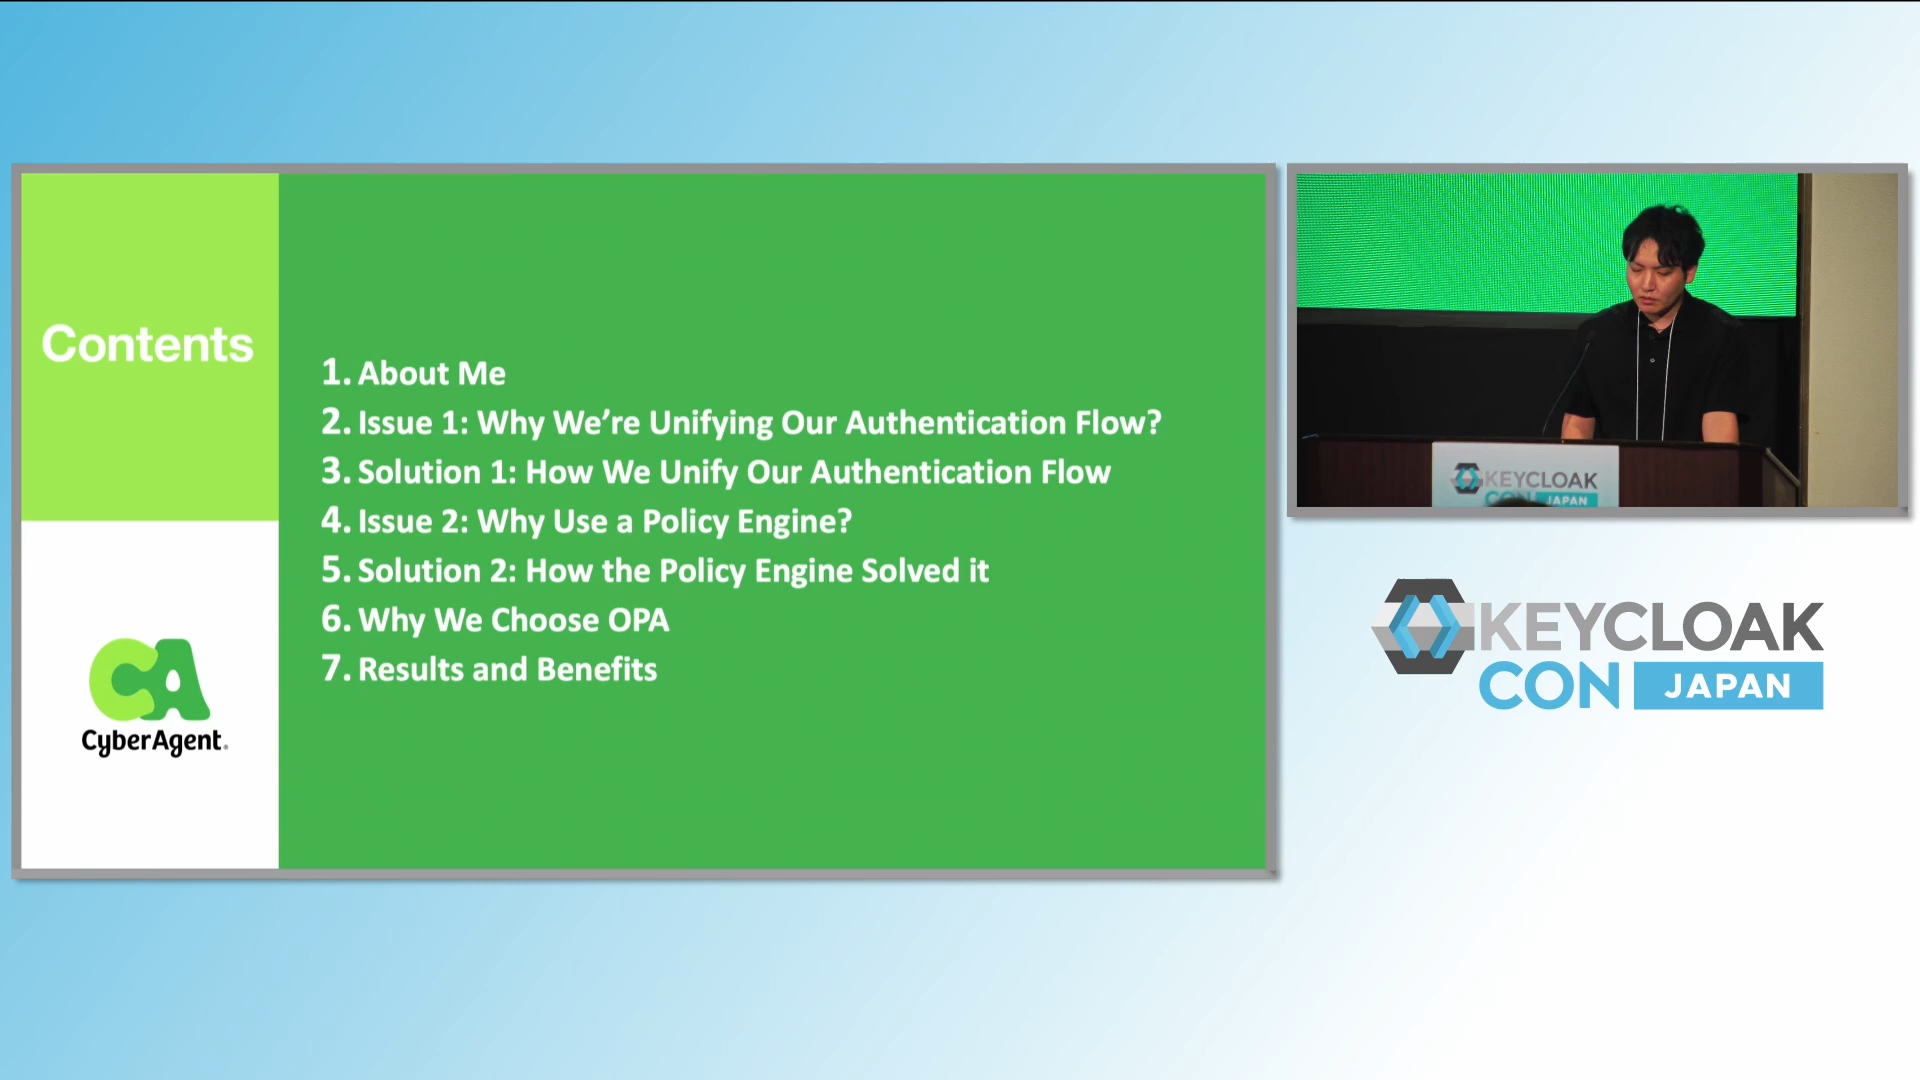 Contents
1. About Me
2. Issue 1: Why We’re Unifying Our Authentication Flow?
3. Solution 1: How We Unify Our Authentication Flow
4. Issue 2: Why Use a Policy Engine?
5. Solution 2: How the Policy Engine Solved it
6. Why We Choose OPA
7. Results and Benefits
CA
CyberAgent.
KEYCLOAK
CON JAPAN
KEYCLOAK
CON JAPAN